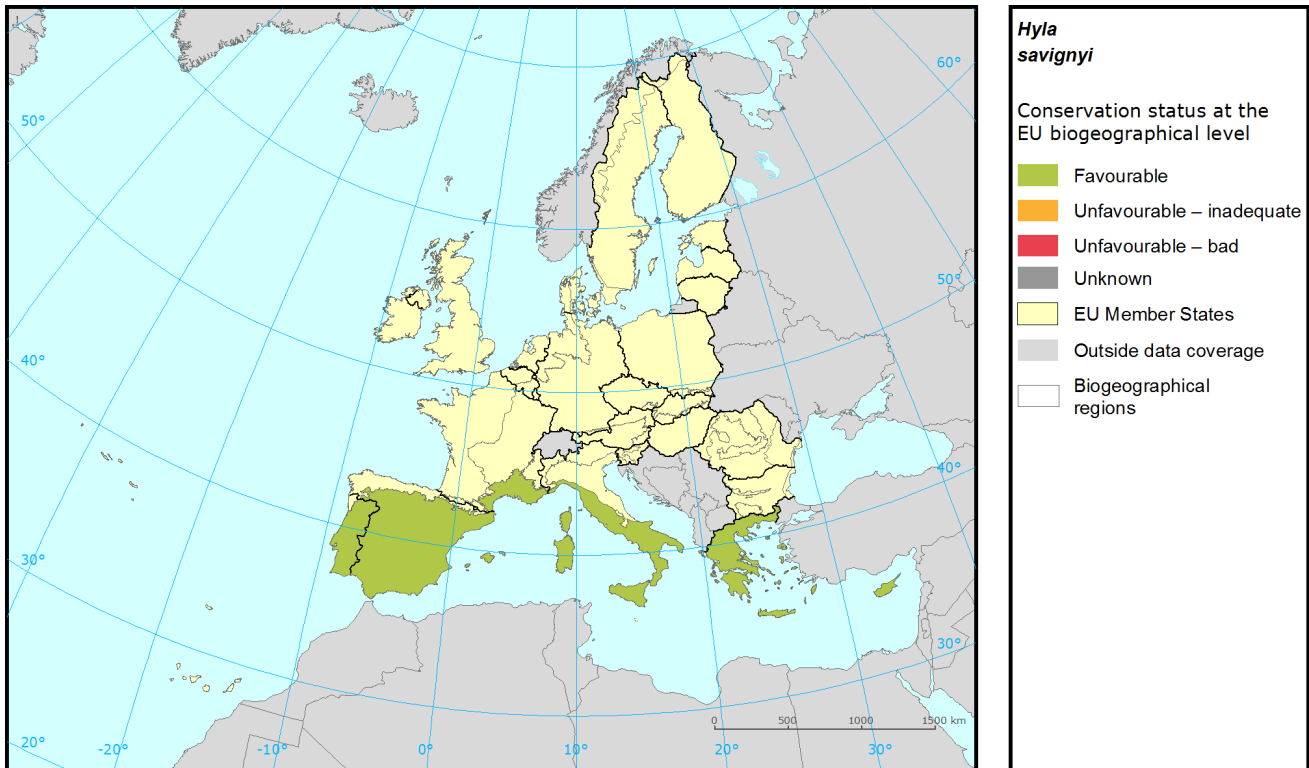 Hyla
savignyi
Conservation status at the
EU biogeographical level
Favourable
Unfavourable – inadequate
Unfavourable – bad
Unknown
EU Member States
Outside data coverage
Biogeographical
regions
60°
50°
50°
40°
40°
30°
30°
0 500 1000 1500 km
20° -20° -10° 0° 10° 20° 30°